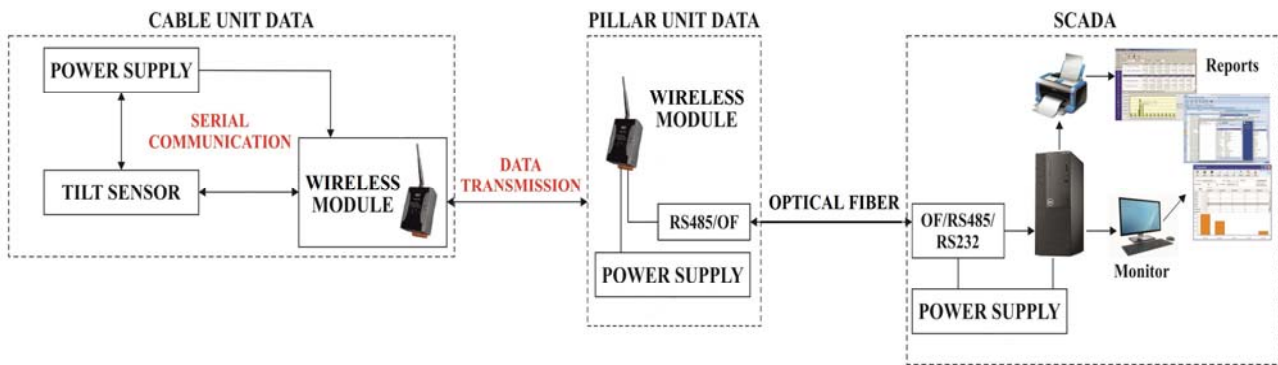 CABLE UNIT DATA
POWER SUPPLY
SERIAL
COMMUNICATION
TILT SENSOR
WIRELESS
MODULE
DATA
TRANSMISSION
PILLAR UNIT DATA
WIRELESS
MODULE
RS485/OF
POWER SUPPLY
OPTICAL FIBER
SCADA
Reports
OF/RS485/
RS232
Monitor
POWER SUPPLY